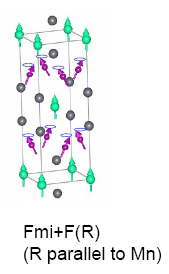 Fmi+F(R)
(R parallel to Mn)